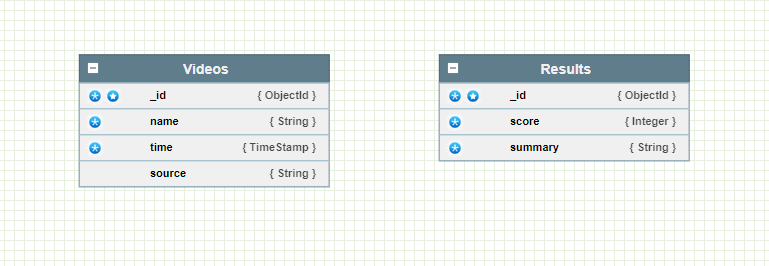 Videos
_id { ObjectId }
name { String }
time { TimeStamp }
source { String }
Results
_id { ObjectId }
score { Integer }
summary { String }